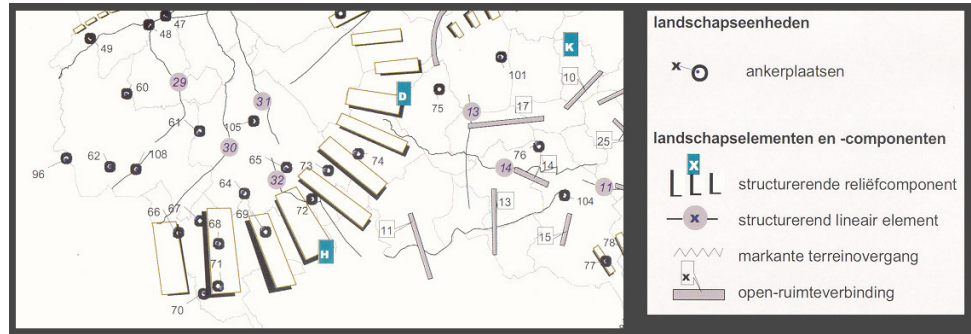 47
48
49
K
landschapseenheden
x
ankerplaatsen
101
10
29
60
D
75
31
13
17
105
61
25
landschapselementen en -componenten
30
76
96
62
108
65
73
74
14
14
X
structurerende reliëfcomponent
32
11
64
104
13
x
structurerend lineair element
66
67
69
72
68
11
15
78
markante terreinovergang
H
77
71
x
open-ruimteverbinding
70